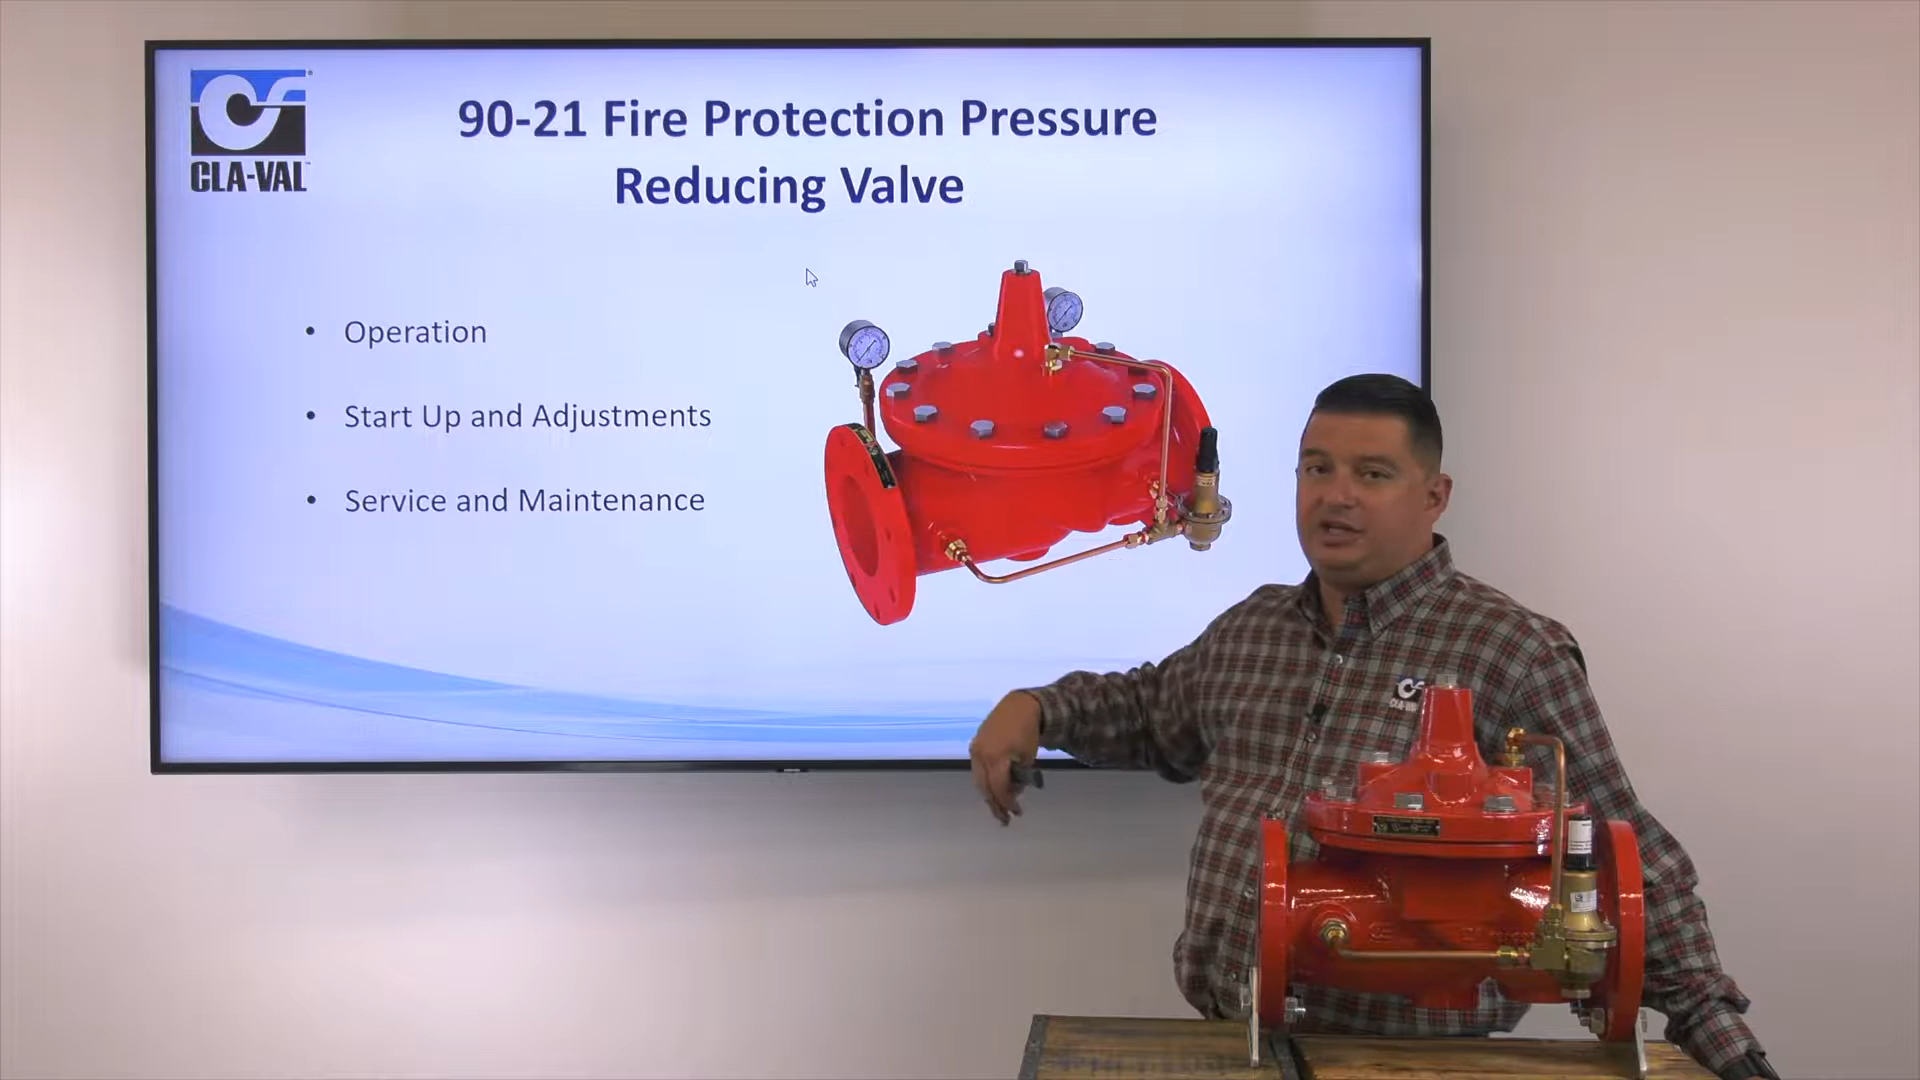 CLA-VAL
90-21 Fire Protection Pressure
Reducing Valve
• Operation
• Start Up and Adjustments
• Service and Maintenance
CLA-VAL